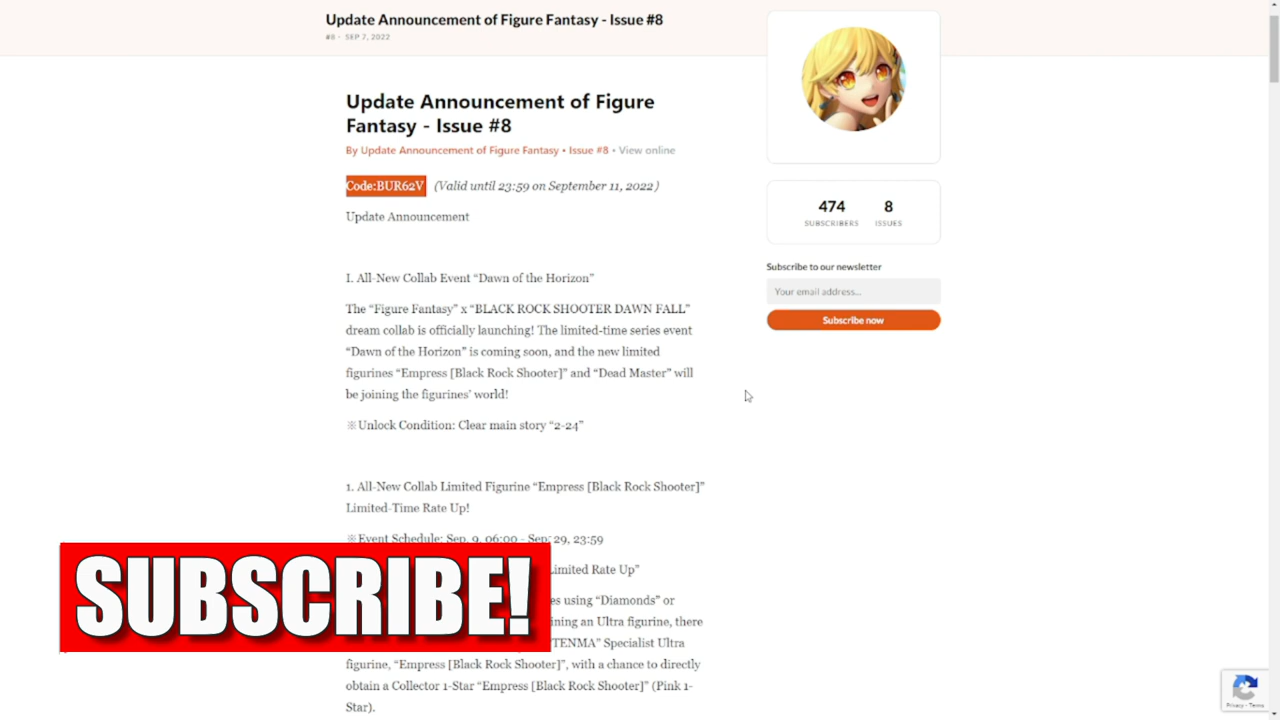 Update Announcement of Figure Fantasy - Issue #8
#8 · SEP 7, 2022
Update Announcement of Figure
Fantasy - Issue #8
By Update Announcement of Figure Fantasy • Issue #8 • View online
Code:BUR62V (Valid until 23:59 on September 11, 2022)
Update Announcement
I. All-New Collab Event “Dawn of the Horizon”
The “Figure Fantasy” x “BLACK ROCK SHOOTER DAWN FALL”
dream collab is officially launching! The limited-time series event
“Dawn of the Horizon” is coming soon, and the new limited
figurines “Empress [Black Rock Shooter]” and “Dead Master” will
be joining the figurines’ world!
※Unlock Condition: Clear main story “2-24”
1. All-New Collab Limited Figurine “Empress [Black Rock Shooter]”
Limited-Time Rate Up!
※Event Schedule: Sep. 9, 06:00 - Sep. 29, 23:59
Limited Rate Up”
using “Diamonds” or
an Ultra figurine, there
TENMA” Specialist Ultra
figurine, “Empress [Black Rock Shooter]”, with a chance to directly
obtain a Collector 1-Star “Empress [Black Rock Shooter]” (Pink 1-
Star).
474 8
SUBSCRIBERS ISSUES
Subscribe to our newsletter
Your email address...
Subscribe now
SUBSCRIBE!
Privacy - Terms